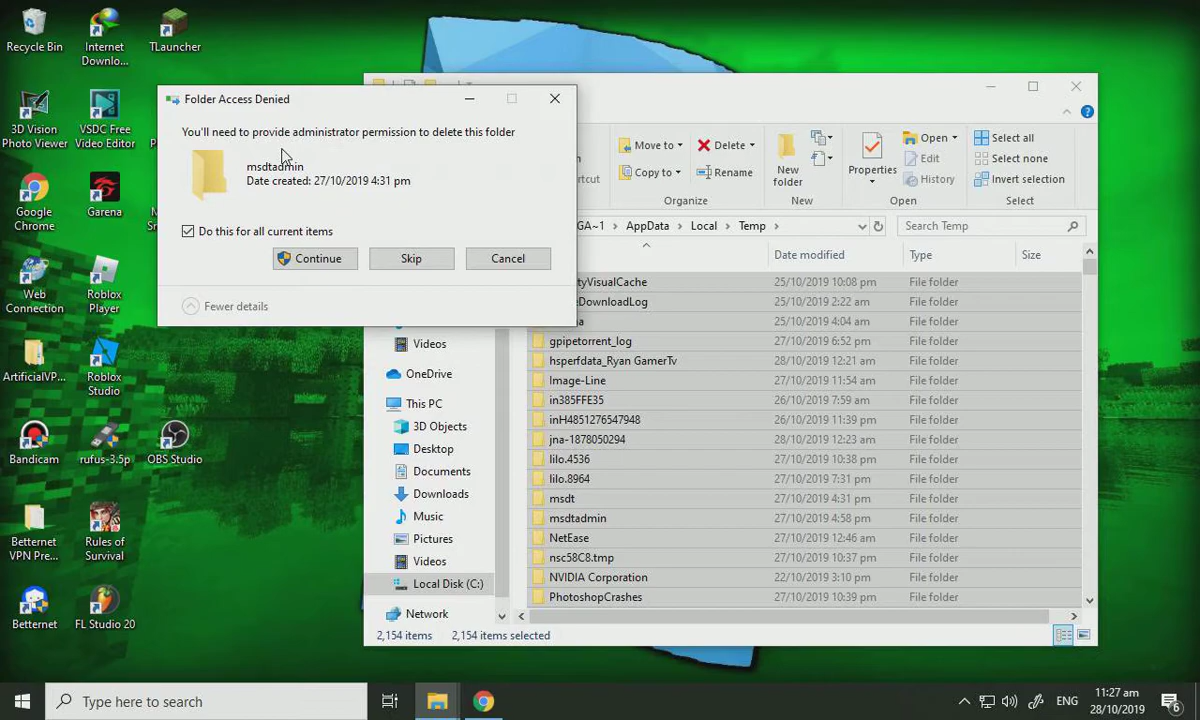 Recycle Bin
Internet
Downlo...
TLauncher
3D Vision
Photo Viewer
VSDC Free
Video Editor
Google
Chrome
Garena
Web
Connection
Roblox
Player
ArtificialVP...
Roblox
Studio
Bandicam
rufus-3.5p
OBS Studio
Betternet
VPN Pre...
Rules of
Survival
Betternet
FL Studio 20
Folder Access Denied
You'll need to provide administrator permission to delete this folder
msdtadmin
Date created: 27/10/2019 4:31 pm
Do this for all current items
Continue
Skip
Cancel
Fewer details
Move to
Copy to
Delete
Rename
Organize
New
folder
New
Properties
Open
Edit
History
Open
Select all
Select none
Invert selection
Select
GA~1 > AppData > Local > Temp >
Search Temp
Date modified Type Size
tyVisualCache 25/10/2019 10:08 pm File folder
DownloadLog 25/10/2019 2:22 am File folder
25/10/2019 4:04 am File folder
gpipetorrent_log 27/10/2019 6:52 pm File folder
hsperfdata_Ryan GamerTv 28/10/2019 12:21 am File folder
Image-Line 27/10/2019 11:54 am File folder
in385FFE35 26/10/2019 7:59 am File folder
inH4851276547948 26/10/2019 11:39 pm File folder
jna-1878050294 28/10/2019 12:23 am File folder
lilo.4536 26/10/2019 10:38 pm File folder
lilo.8964 27/10/2019 7:31 pm File folder
msdt 27/10/2019 4:31 pm File folder
msdtadmin 27/10/2019 4:58 pm File folder
NetEase 27/10/2019 12:46 am File folder
nsc58C8.tmp 27/10/2019 10:37 pm File folder
NVIDIA Corporation 22/10/2019 3:10 pm File folder
PhotoshopCrashes 27/10/2019 10:39 pm File folder
Videos
OneDrive
This PC
3D Objects
Desktop
Documents
Downloads
Music
Pictures
Videos
Local Disk (C:)
Network
2,154 items 2,154 items selected
Type here to search
ENG
11:27 am
28/10/2019
6